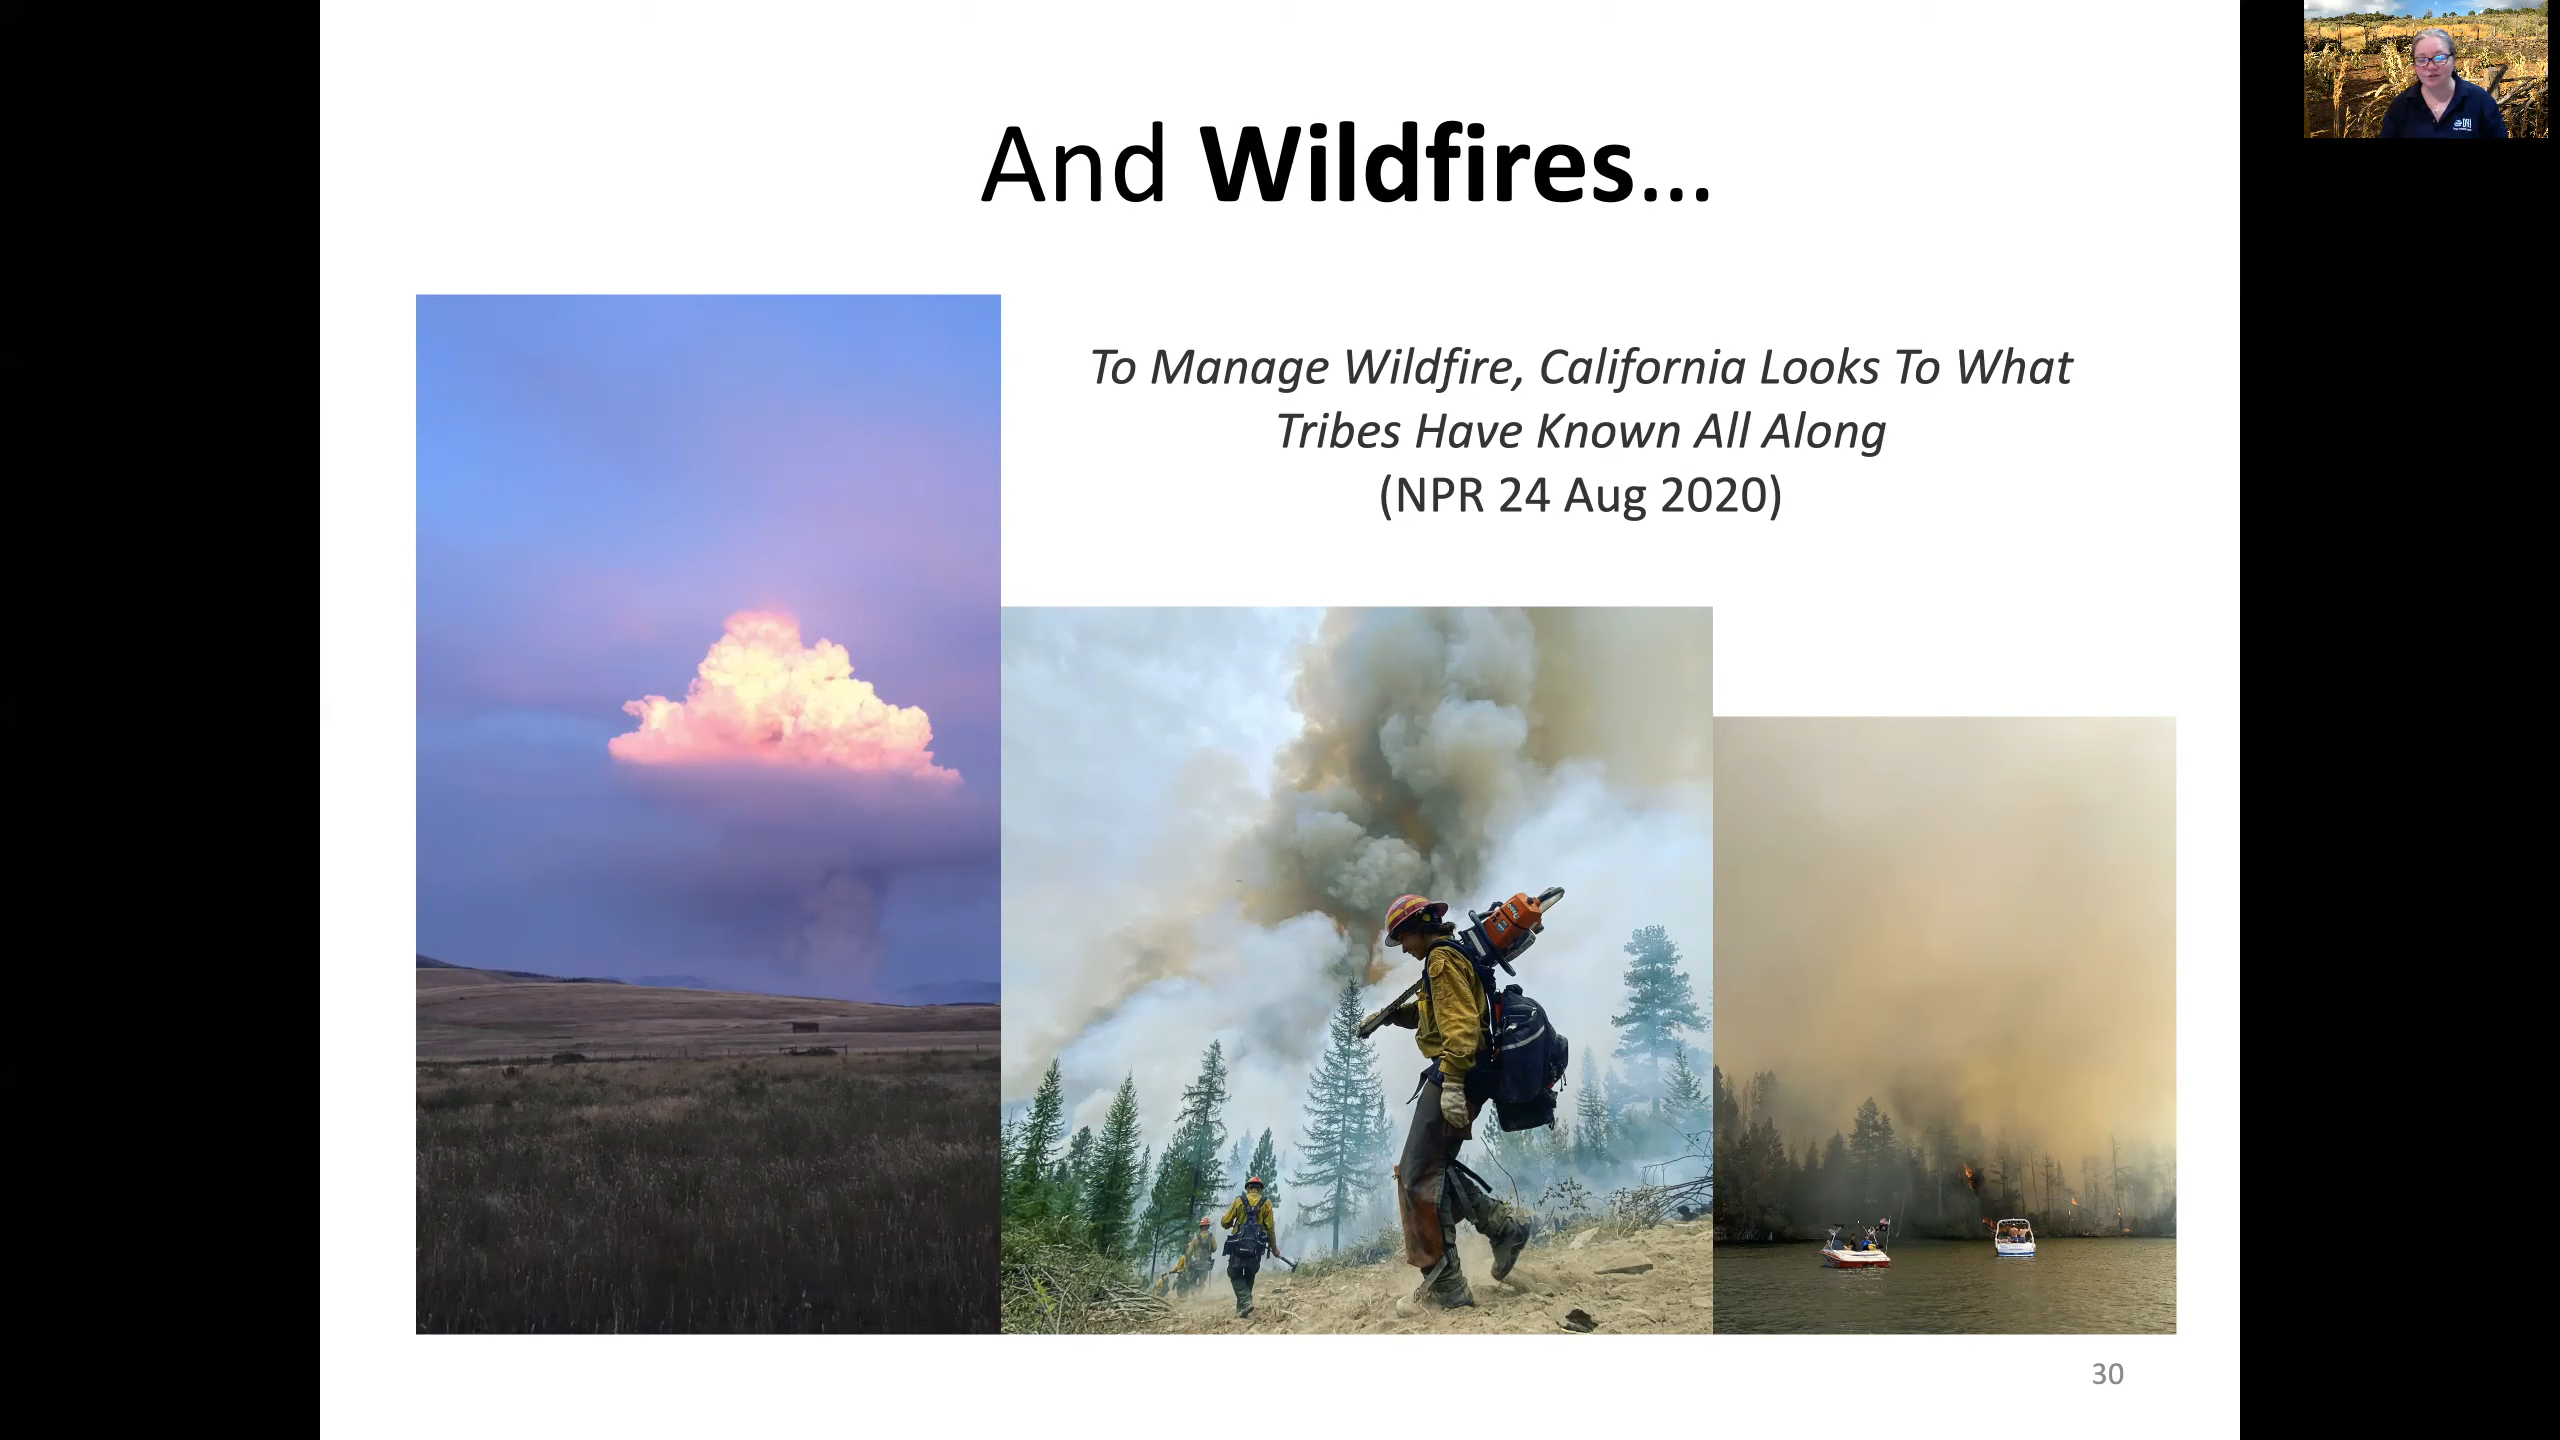 And Wildfires...
To Manage Wildfire, California Looks To What
Tribes Have Known All Along
(NPR 24 Aug 2020)
30